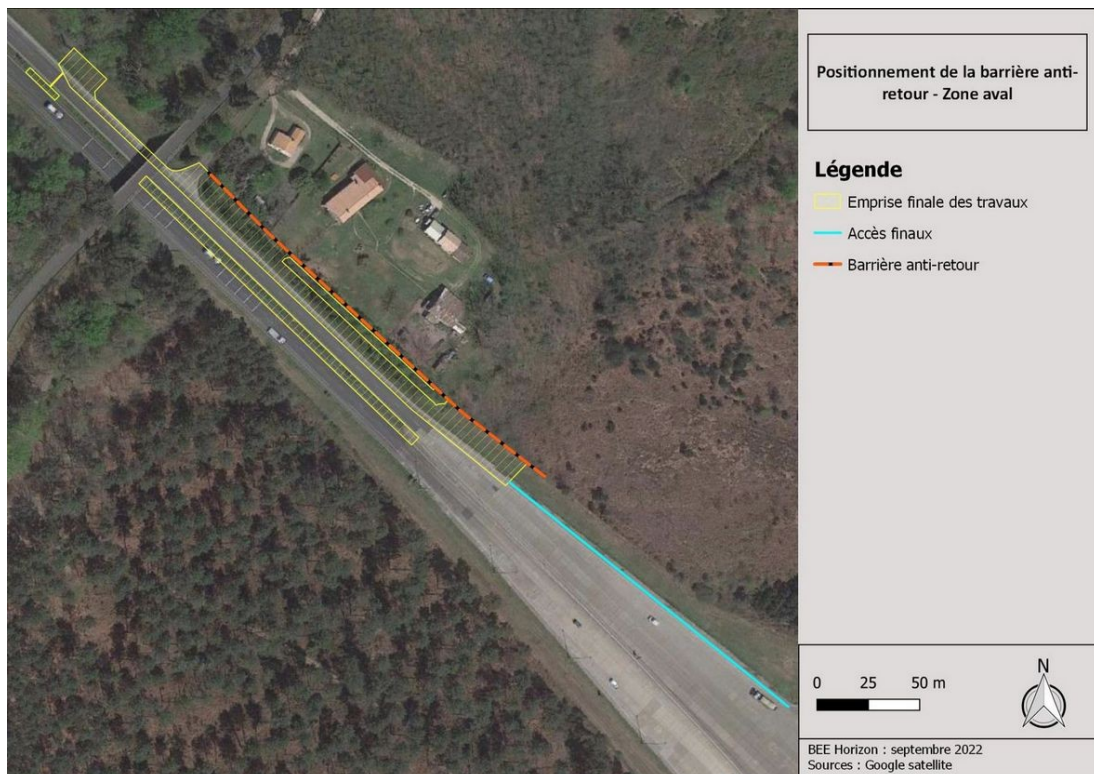 Positionnement de la barrière anti-
retour - Zone aval
Légende
Emprise finale des travaux
Accès finaux
Barrière anti-retour
N
0 25 50 m
BEE Horizon : septembre 2022
Sources : Google satellite